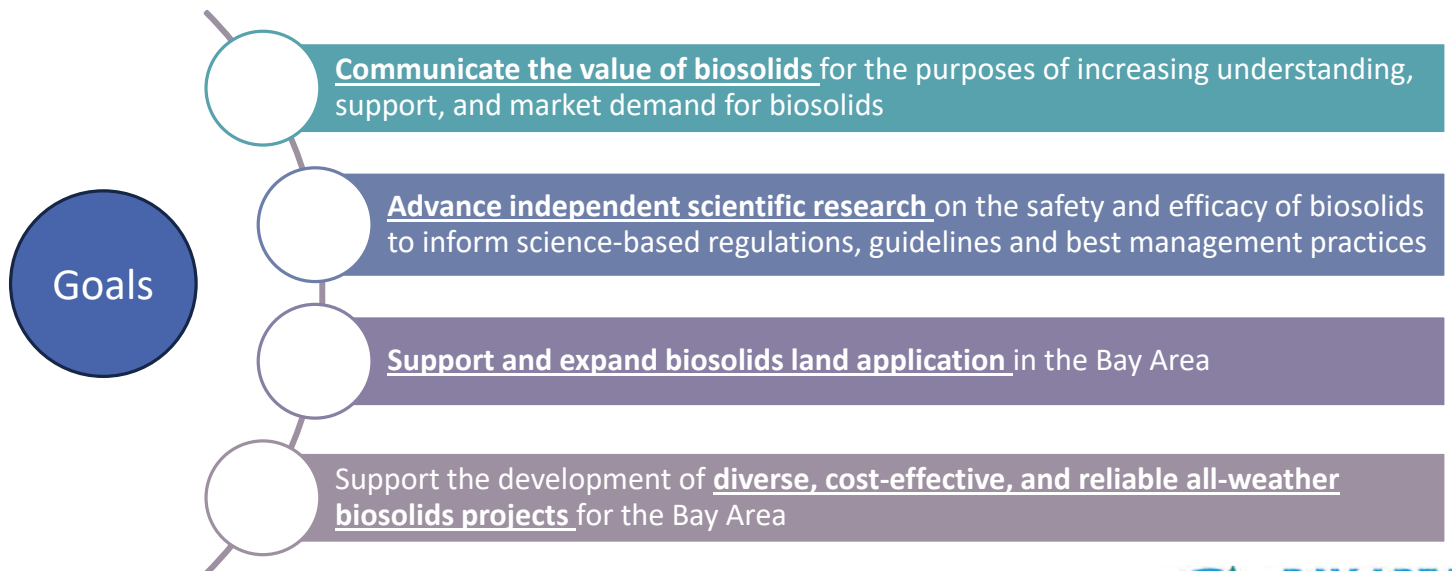 Communicate the value of biosolids for the purposes of increasing understanding,
support, and market demand for biosolids
Advance independent scientific research on the safety and efficacy of biosolids
to inform science-based regulations, guidelines and best management practices
Goals
Support and expand biosolids land application in the Bay Area
Support the development of diverse, cost-effective, and reliable all-weather
biosolids projects for the Bay Area